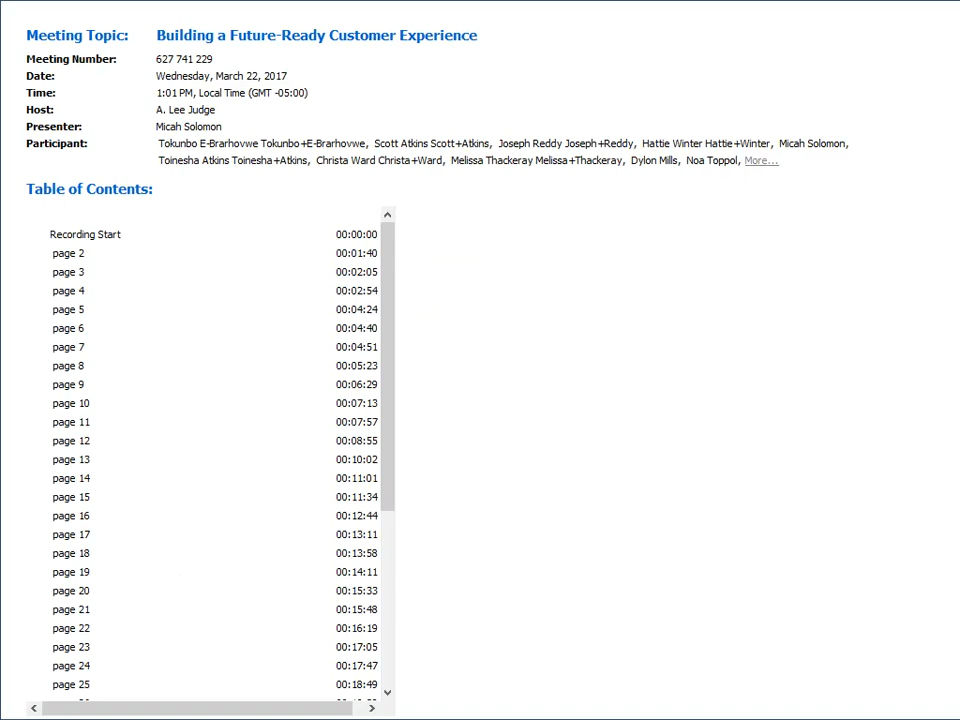 Meeting Topic: Building a Future-Ready Customer Experience
Meeting Number: 627 741 229
Date: Wednesday, March 22, 2017
Time: 1:01 PM, Local Time (GMT -05:00)
Host: A. Lee Judge
Presenter: Micah Solomon
Participant: Tokunbo E-Brarhovwe Tokunbo+E-Brarhovwe, Scott Atkins Scott+Atkins, Joseph Reddy Joseph+Reddy, Hattie Winter Hattie+Winter, Micah Solomon,
Toinesha Atkins Toinesha+Atkins, Christa Ward Christa+Ward, Melissa Thackeray Melissa+Thackeray, Dylon Mills, Noa Toppol, More...
Table of Contents:
Recording Start 00:00:00
page 2 00:01:40
page 3 00:02:05
page 4 00:02:54
page 5 00:04:24
page 6 00:04:40
page 7 00:04:51
page 8 00:05:23
page 9 00:06:29
page 10 00:07:13
page 11 00:07:57
page 12 00:08:55
page 13 00:10:02
page 14 00:11:01
page 15 00:11:34
page 16 00:12:44
page 17 00:13:11
page 18 00:13:58
page 19 00:14:11
page 20 00:15:33
page 21 00:15:48
page 22 00:16:19
page 23 00:17:05
page 24 00:17:47
page 25 00:18:49